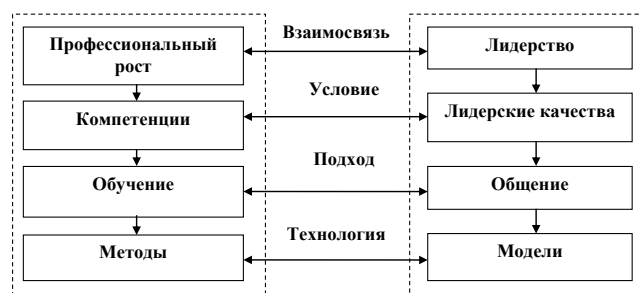 Профессиональный
рост
Взаимосвязь
Лидерство
Компетенции
Условие
Лидерские качества
Обучение
Подход
Общение
Методы
Технология
Модели